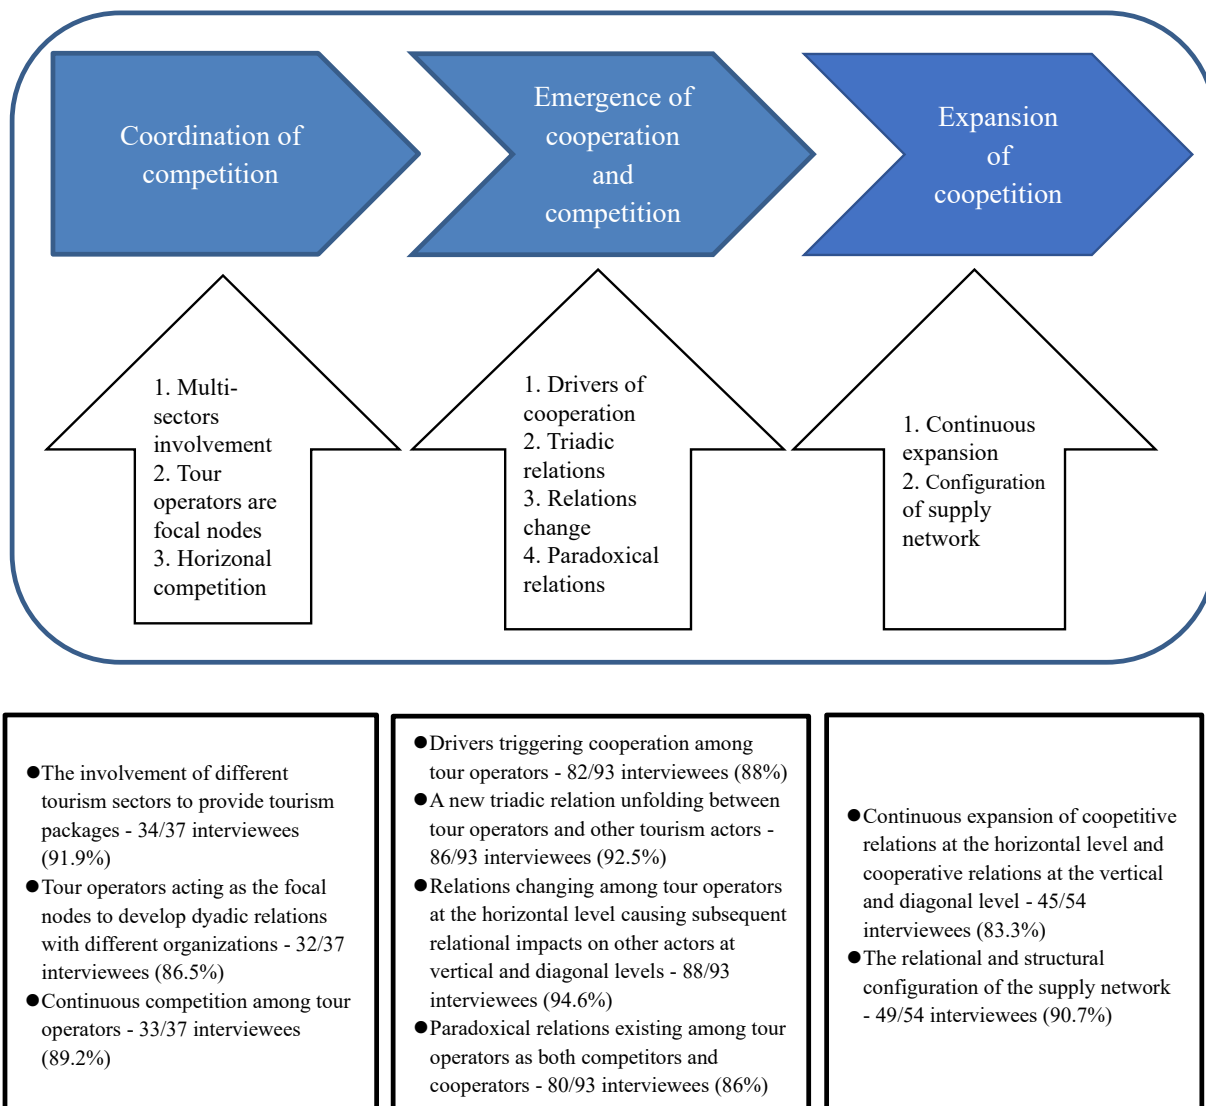 Coordination of
competition
Emergence of
cooperation
and
competition
Expansion
of
coopetition
1. Multi-
sectors
involvement
2. Tour
operators are
focal nodes
3. Horizonal
competition
1. Drivers of
cooperation
2. Triadic
relations
3. Relations
change
4. Paradoxical
relations
1. Continuous
expansion
2. Configuration
of supply
network
●The involvement of different
tourism sectors to provide tourism
packages - 34/37 interviewees
(91.9%)
●Tour operators acting as the focal
nodes to develop dyadic relations
with different organizations - 32/37
interviewees (86.5%)
●Continuous competition among tour
operators - 33/37 interviewees
(89.2%)
●Drivers triggering cooperation among
tour operators - 82/93 interviewees (88%)
●A new triadic relation unfolding between
tour operators and other tourism actors -
86/93 interviewees (92.5%)
●Relations changing among tour operators
at the horizontal level causing subsequent
relational impacts on other actors at
vertical and diagonal levels - 88/93
interviewees (94.6%)
●Paradoxical relations existing among tour
operators as both competitors and
cooperators - 80/93 interviewees (86%)
●Continuous expansion of coopetitive
relations at the horizontal level and
cooperative relations at the vertical
and diagonal level - 45/54
interviewees (83.3%)
●The relational and structural
configuration of the supply network
- 49/54 interviewees (90.7%)